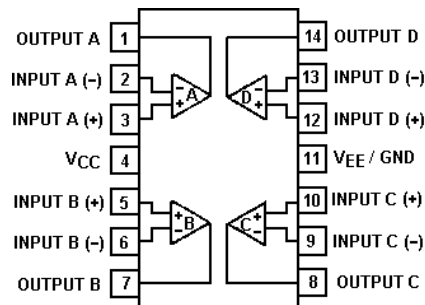 OUTPUT A 1 14 OUTPUT D
INPUT A (−) 2 − − 13 INPUT D (−)
A D
INPUT A (+) 3 + + 12 INPUT D (+)
VCC 4 11 VEE / GND
INPUT B (+) 5 + + 10 INPUT C (+)
B C
INPUT B (−) 6 − − 9 INPUT C (−)
OUTPUT B 7 8 OUTPUT C